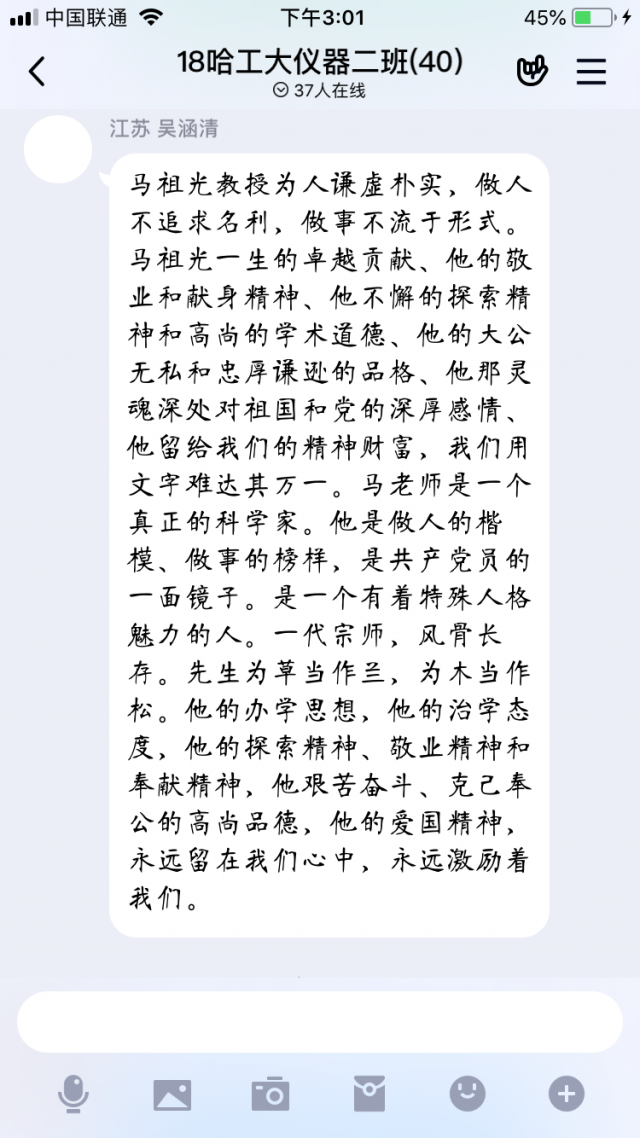 中国联通 下午3:01 45%
18哈工大仪器二班(40)
37人在线
江苏 吴涵清
马祖光教授为人谦虚朴实，做人
不追求名利，做事不流于形式。
马祖光一生的卓越贡献、他的敬
业和献身精神、他不懈的探索精
神和高尚的学术道德、他的大公
无私和忠厚谦逊的品格、他那灵
魂深处对祖国和党的深厚感情、
他留给我们的精神财富，我们用
文字难达其万一。马老师是一个
真正的科学家。他是做人的楷
模、做事的榜样，是共产党员的
一面镜子。是一个有着特殊人格
魅力的人。一代宗师，风骨长
存。先生为草当作兰，为木当作
松。他的办学思想，他的治学态
度，他的探索精神、敬业精神和
奉献精神，他艰苦奋斗、克己奉
公的高尚品德，他的爱国精神，
永远留在我们心中，永远激励着
我们。